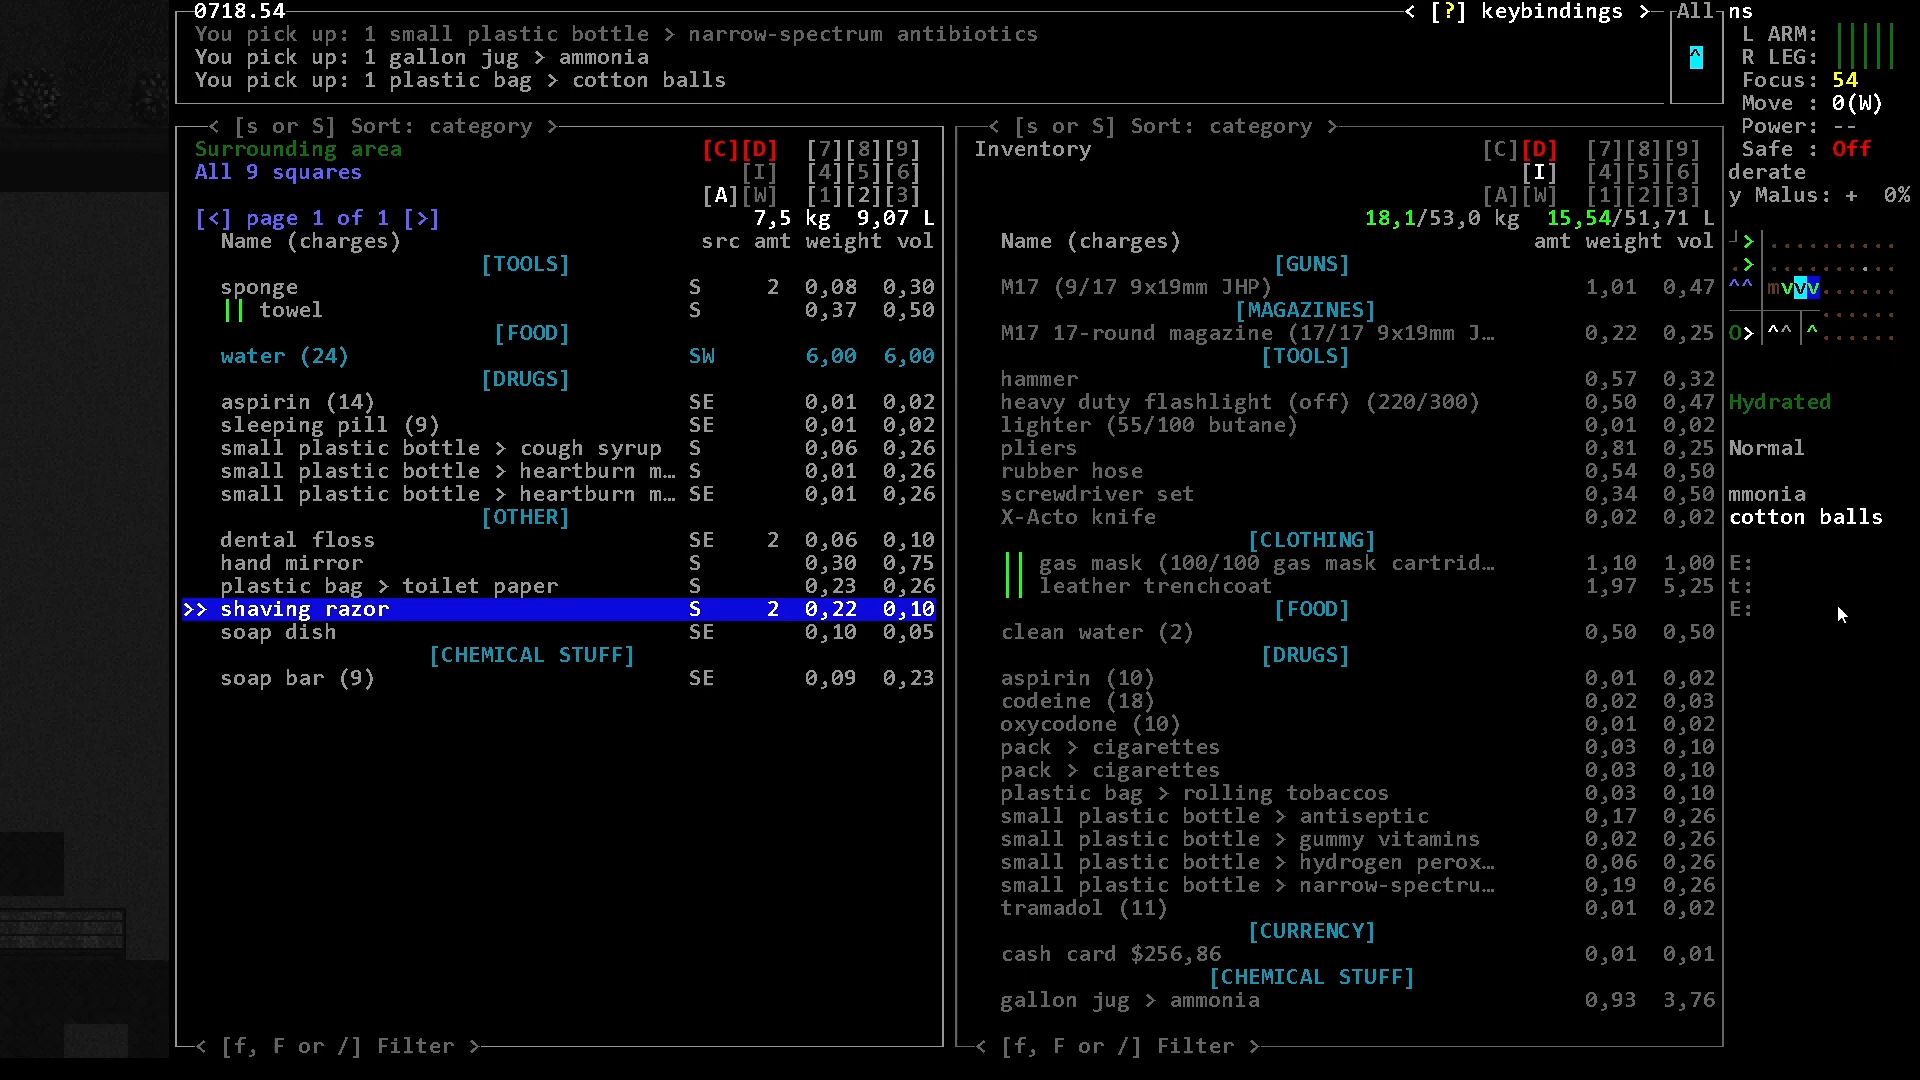 0718.54 < [?] keybindings > All ns
You pick up: 1 small plastic bottle > narrow-spectrum antibiotics
You pick up: 1 gallon jug > ammonia
You pick up: 1 plastic bag > cotton balls
^
L ARM: |||||
R LEG: |||||
Focus: 54
Move : 0(W)
Power: --
Safe : Off
derate
y Malus: + 0%
< [s or S] Sort: category >
Surrounding area [C][D] [7][8][9]
All 9 squares [I] [4][5][6]
[A][W] [1][2][3]
[<] page 1 of 1 [>] 7,5 kg 9,07 L
Name (charges) src amt weight vol
[TOOLS]
sponge S 2 0,08 0,30
|| towel S 0,37 0,50
[FOOD]
water (24) SW 6,00 6,00
[DRUGS]
aspirin (14) SE 0,01 0,02
sleeping pill (9) SE 0,01 0,02
small plastic bottle > cough syrup S 0,06 0,26
small plastic bottle > heartburn m… S 0,01 0,26
small plastic bottle > heartburn m… SE 0,01 0,26
[OTHER]
dental floss SE 2 0,06 0,10
hand mirror S 0,30 0,75
plastic bag > toilet paper S 0,23 0,26
>> shaving razor S 2 0,22 0,10
soap dish SE 0,10 0,05
[CHEMICAL STUFF]
soap bar (9) SE 0,09 0,23
< [f, F or /] Filter >
< [s or S] Sort: category >
Inventory [C][D] [7][8][9]
[I] [4][5][6]
[A][W] [1][2][3]
18,1/53,0 kg 15,54/51,71 L
Name (charges) amt weight vol
[GUNS]
M17 (9/17 9x19mm JHP) 1,01 0,47
[MAGAZINES]
M17 17-round magazine (17/17 9x19mm J… 0,22 0,25
[TOOLS]
hammer 0,57 0,32
heavy duty flashlight (off) (220/300) 0,50 0,47
lighter (55/100 butane) 0,01 0,02
pliers 0,81 0,25
rubber hose 0,54 0,50
screwdriver set 0,34 0,50
X-Acto knife 0,02 0,02
[CLOTHING]
|| gas mask (100/100 gas mask cartrid… 1,10 1,00
|| leather trenchcoat 1,97 5,25
[FOOD]
clean water (2) 0,50 0,50
[DRUGS]
aspirin (10) 0,01 0,02
codeine (18) 0,02 0,03
oxycodone (10) 0,01 0,02
pack > cigarettes 0,03 0,10
pack > cigarettes 0,03 0,10
plastic bag > rolling tobaccos 0,03 0,10
small plastic bottle > antiseptic 0,17 0,26
small plastic bottle > gummy vitamins 0,02 0,26
small plastic bottle > hydrogen perox… 0,06 0,26
small plastic bottle > narrow-spectru… 0,19 0,26
tramadol (11) 0,01 0,02
[CURRENCY]
cash card $256,86 0,01 0,01
[CHEMICAL STUFF]
gallon jug > ammonia 0,93 3,76
< [f, F or /] Filter >
┘>│...........
.>│...........
^^│mvvv......
O>│^^│^......
Hydrated
Normal
mmonia
cotton balls
E:
t:
E: